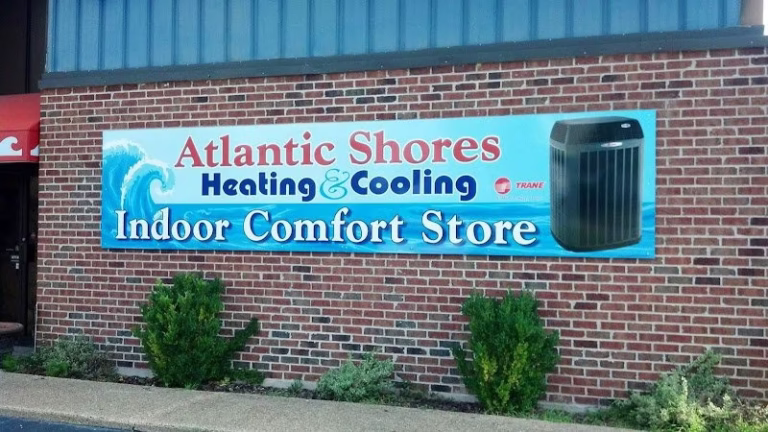 Atlantic Shores
Heating & Cooling
TRANE
Indoor Comfort Store